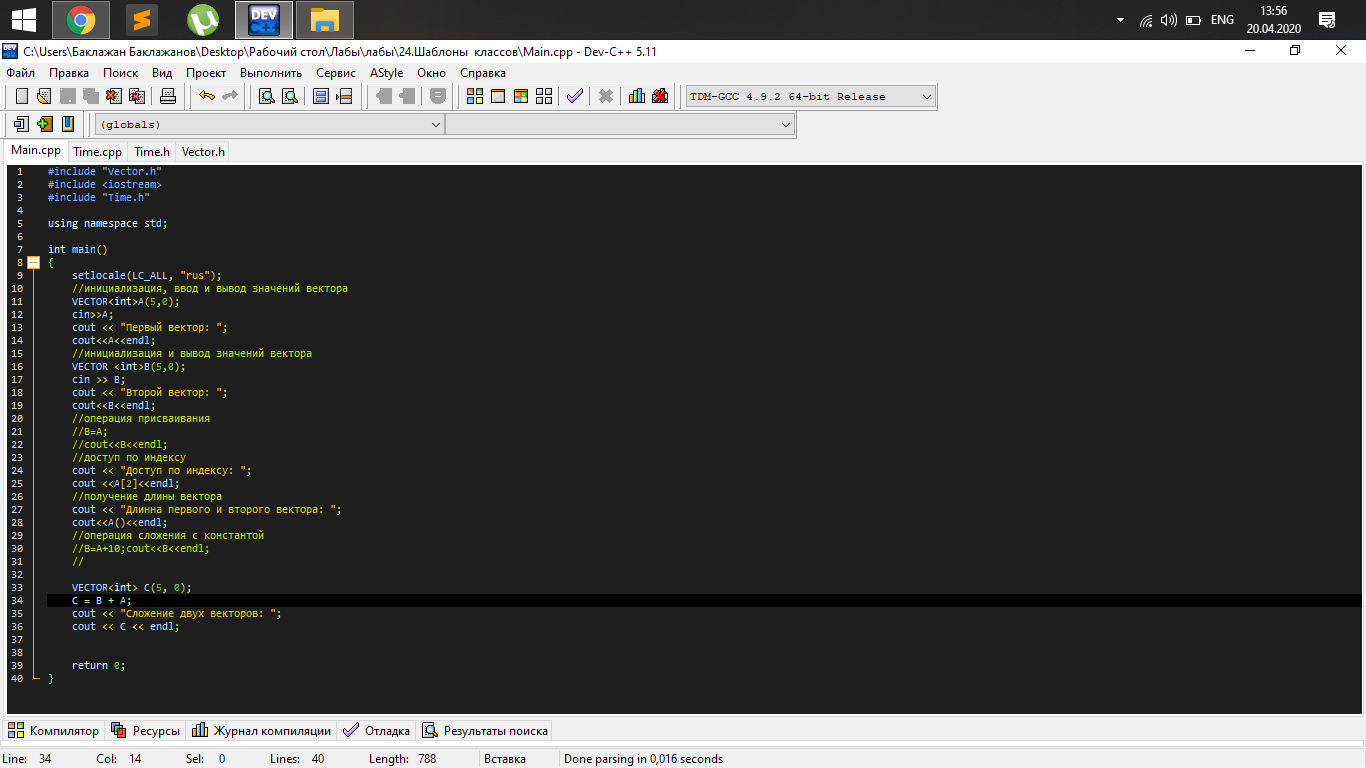 DEV
C++
ENG
13:56
20.04.2020
C:\Users\Баклажан Баклажанов\Desktop\Рабочий стол\Лабы\лабы\24.Шаблоны классов\Main.cpp - Dev-C++ 5.11
Файл Правка Поиск Вид Проект Выполнить Сервис AStyle Окно Справка
TDM-GCC 4.9.2 64-bit Release
(globals)
Main.cpp Time.cpp Time.h Vector.h
1 #include "Vector.h"
2 #include <iostream>
3 #include "Time.h"
4
5 using namespace std;
6
7 int main()
8 {
9 setlocale(LC_ALL, "rus");
10 //инициализация, ввод и вывод значений вектора
11 VECTOR<int>A(5,0);
12 cin>>A;
13 cout << "Первый вектор: ";
14 cout<<A<<endl;
15 //инициализация и вывод значений вектора
16 VECTOR <int>B(5,0);
17 cin >> B;
18 cout << "Второй вектор: ";
19 cout<<B<<endl;
20 //операция присваивания
21 //B=A;
22 //cout<<B<<endl;
23 //доступ по индексу
24 cout << "Доступ по индексу: ";
25 cout <<A[2]<<endl;
26 //получение длины вектора
27 cout << "Длинна первого и второго вектора: ";
28 cout<<A()<<endl;
29 //операция сложения с константой
30 //B=A+10;cout<<B<<endl;
31 //
32
33 VECTOR<int> C(5, 0);
34 C = B + A;
35 cout << "Сложение двух векторов: ";
36 cout << C << endl;
37
38
39 return 0;
40 }
Компилятор Ресурсы Журнал компиляции Отладка Результаты поиска
Line: 34 Col: 14 Sel: 0 Lines: 40 Length: 788 Вставка Done parsing in 0,016 seconds